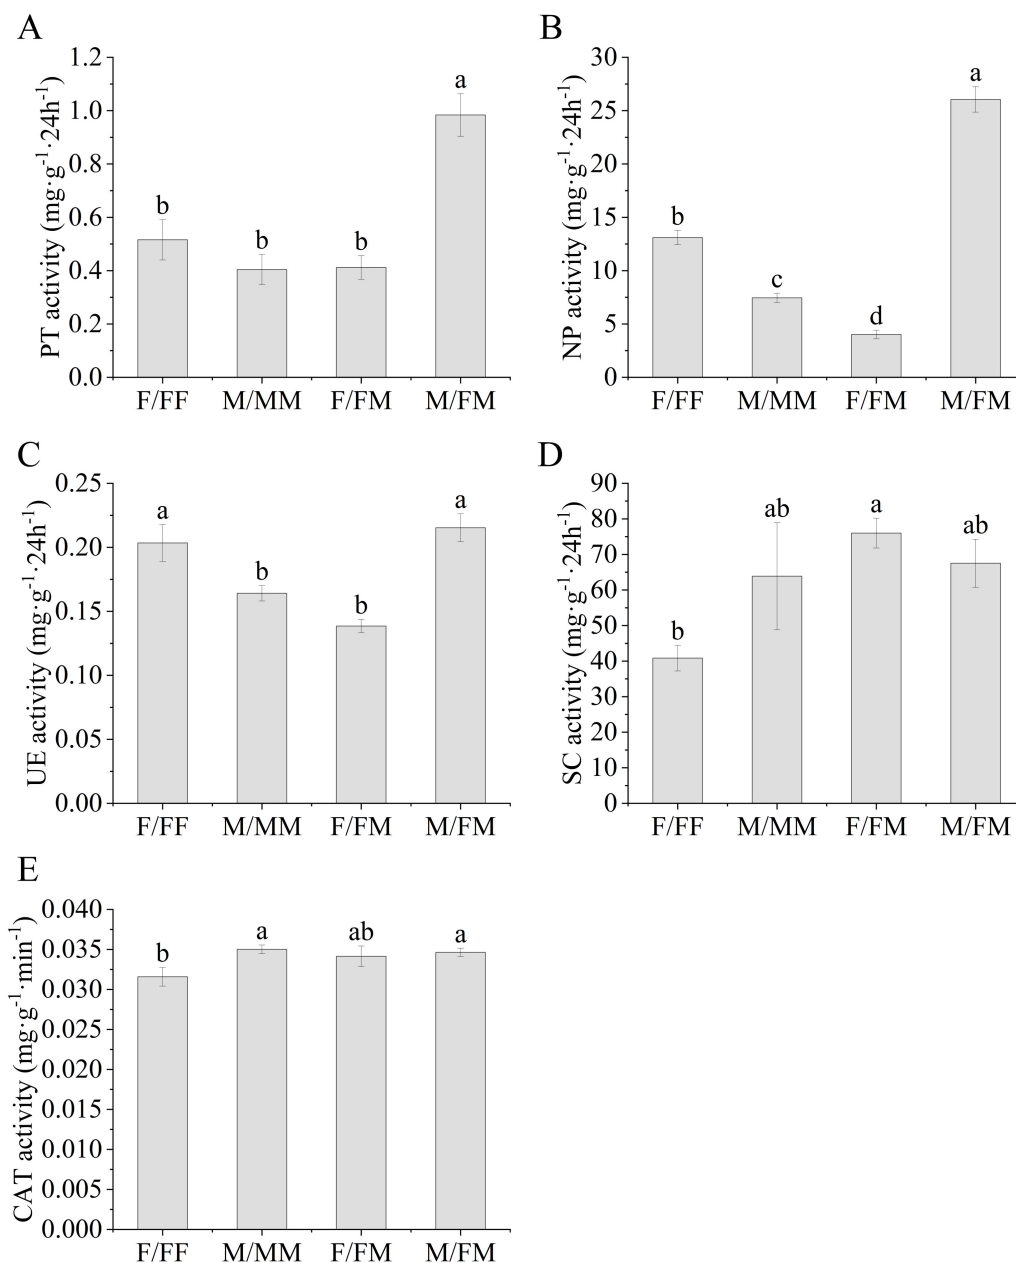 A
PT activity (mg·g⁻¹·24h⁻¹)
1.2
1.0
0.8
0.6
0.4
0.2
0.0
b
b
b
a
F/FF M/MM F/FM M/FM
B
NP activity (mg·g⁻¹·24h⁻¹)
30
25
20
15
10
5
0
b
c
d
a
F/FF M/MM F/FM M/FM
C
UE activity (mg·g⁻¹·24h⁻¹)
0.25
0.20
0.15
0.10
0.05
0.00
a
b
b
a
F/FF M/MM F/FM M/FM
D
SC activity (mg·g⁻¹·24h⁻¹)
90
80
70
60
50
40
30
20
10
0
b
ab
a
ab
F/FF M/MM F/FM M/FM
E
CAT activity (mg·g⁻¹·min⁻¹)
0.040
0.035
0.030
0.025
0.020
0.015
0.010
0.005
0.000
b
a
ab
a
F/FF M/MM F/FM M/FM